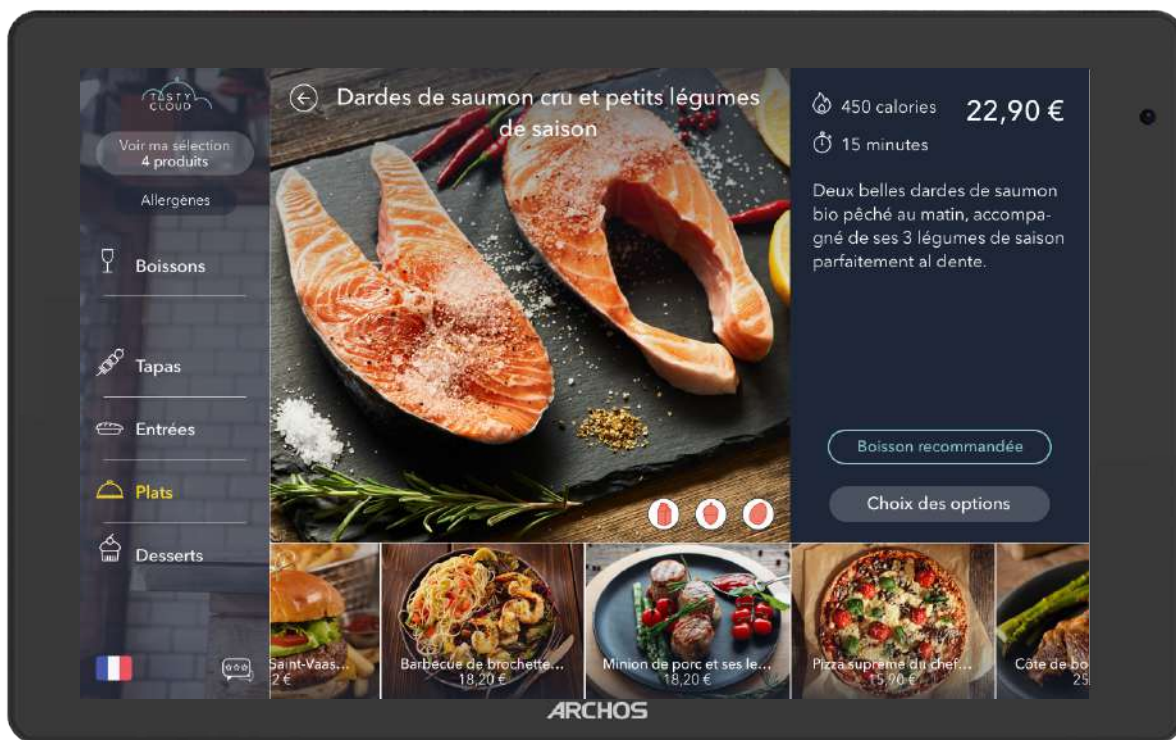 TASTY
CLOUD
Voir ma sélection
4 produits
Allergènes
Boissons
Tapas
Entrées
Plats
Desserts
Dardes de saumon cru et petits légumes
de saison
450 calories
22,90 €
15 minutes
Deux belles dardes de saumon
bio pêché au matin, accompa-
gné de ses 3 légumes de saison
parfaitement al dente.
Boisson recommandée
Choix des options
Saint-Vaas...
2 €
Barbecue de brochette...
18,20 €
Minion de porc et ses le...
18,20 €
Pizza suprême du chef...
15,90 €
Côte de bo
25
ARCHOS